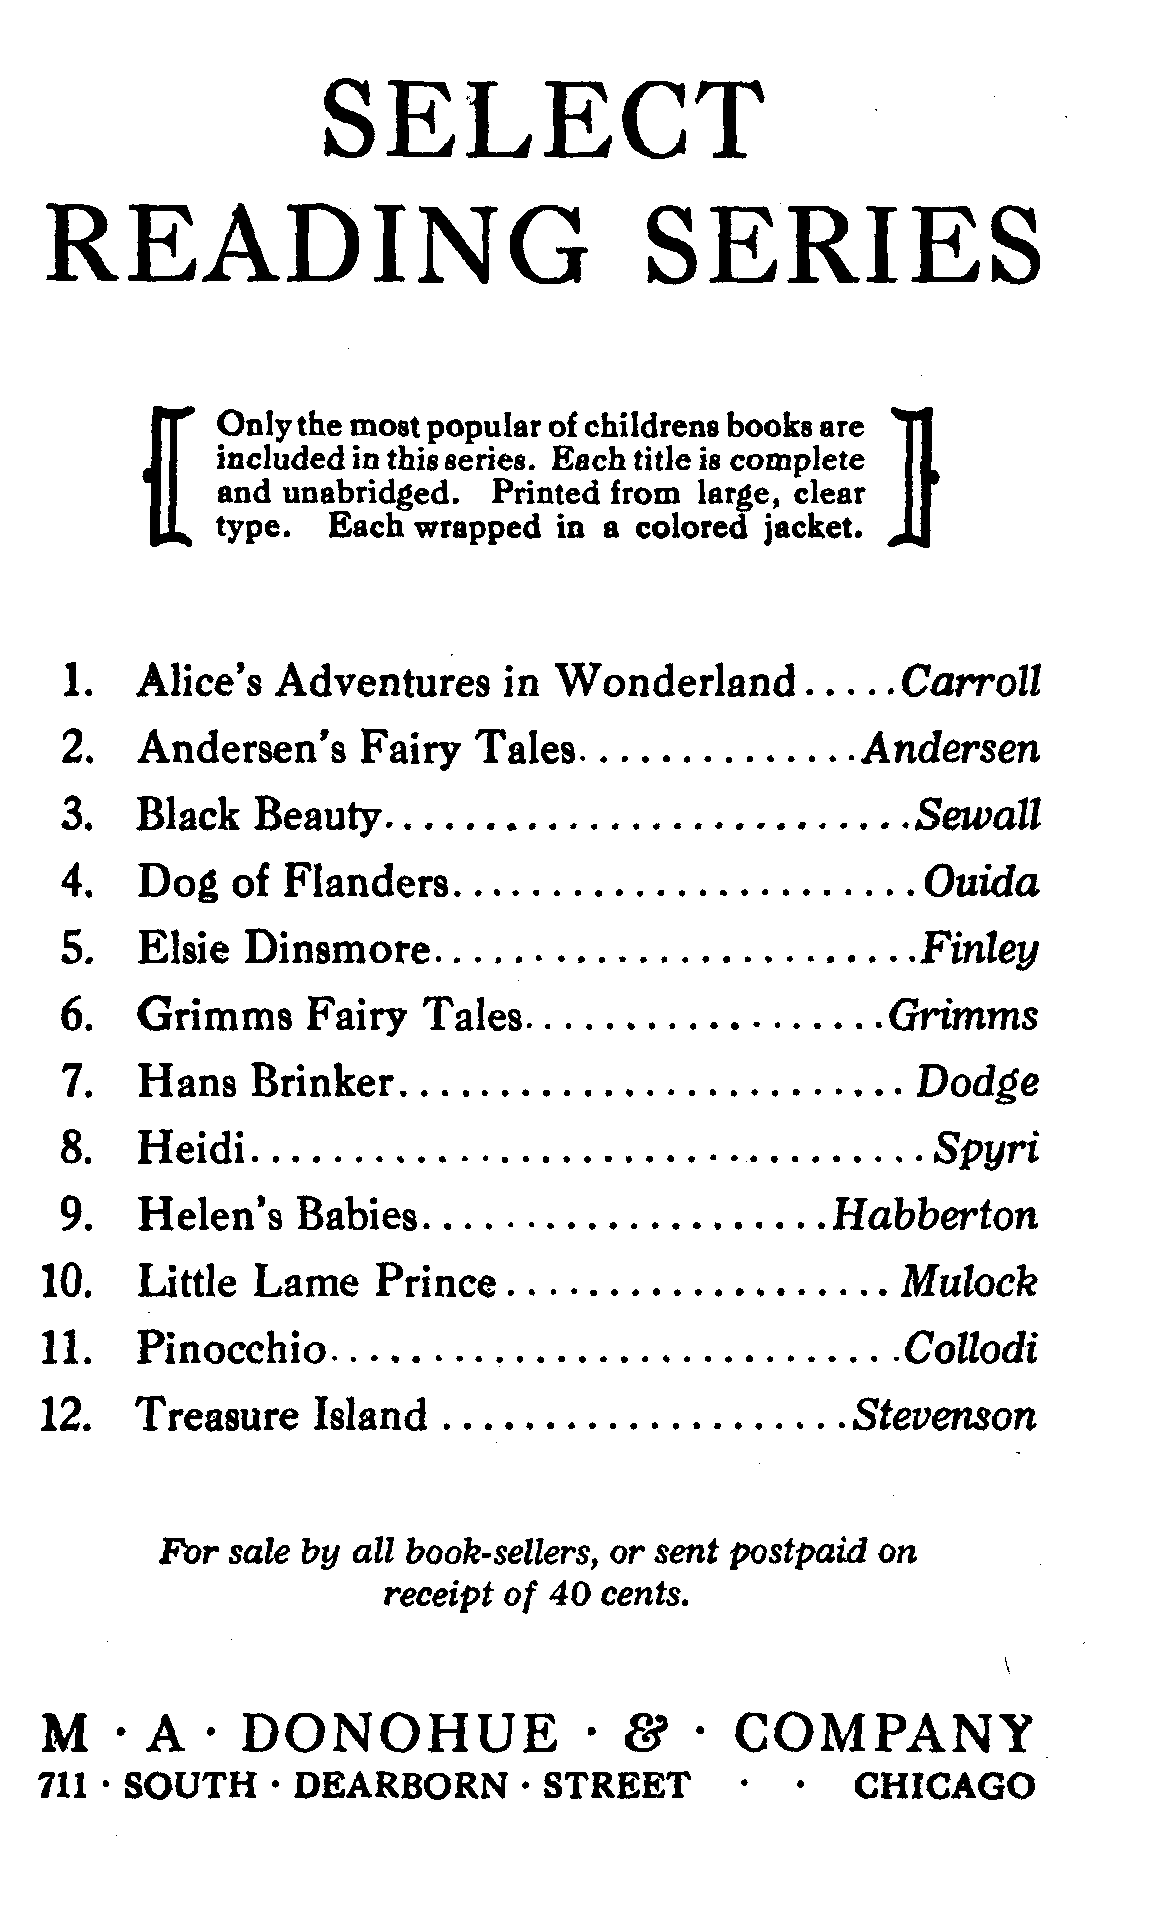 SELECT
READING SERIES
Only the most popular of childrens books are
included in this series. Each title is complete
and unabridged. Printed from large, clear
type. Each wrapped in a colored jacket.
1. Alice's Adventures in Wonderland.....Carroll
2. Andersen's Fairy Tales..............Andersen
3. Black Beauty..........................Sewall
4. Dog of Flanders.......................Ouida
5. Elsie Dinsmore........................Finley
6. Grimms Fairy Tales..................Grimms
7. Hans Brinker......................... Dodge
8. Heidi................................. Spyri
9. Helen's Babies....................Habberton
10. Little Lame Prince................... Mulock
11. Pinocchio............................Collodi
12. Treasure Island ....................Stevenson
For sale by all book-sellers, or sent postpaid on
receipt of 40 cents.
M · A · DONOHUE · & · COMPANY
711 · SOUTH · DEARBORN · STREET · · CHICAGO